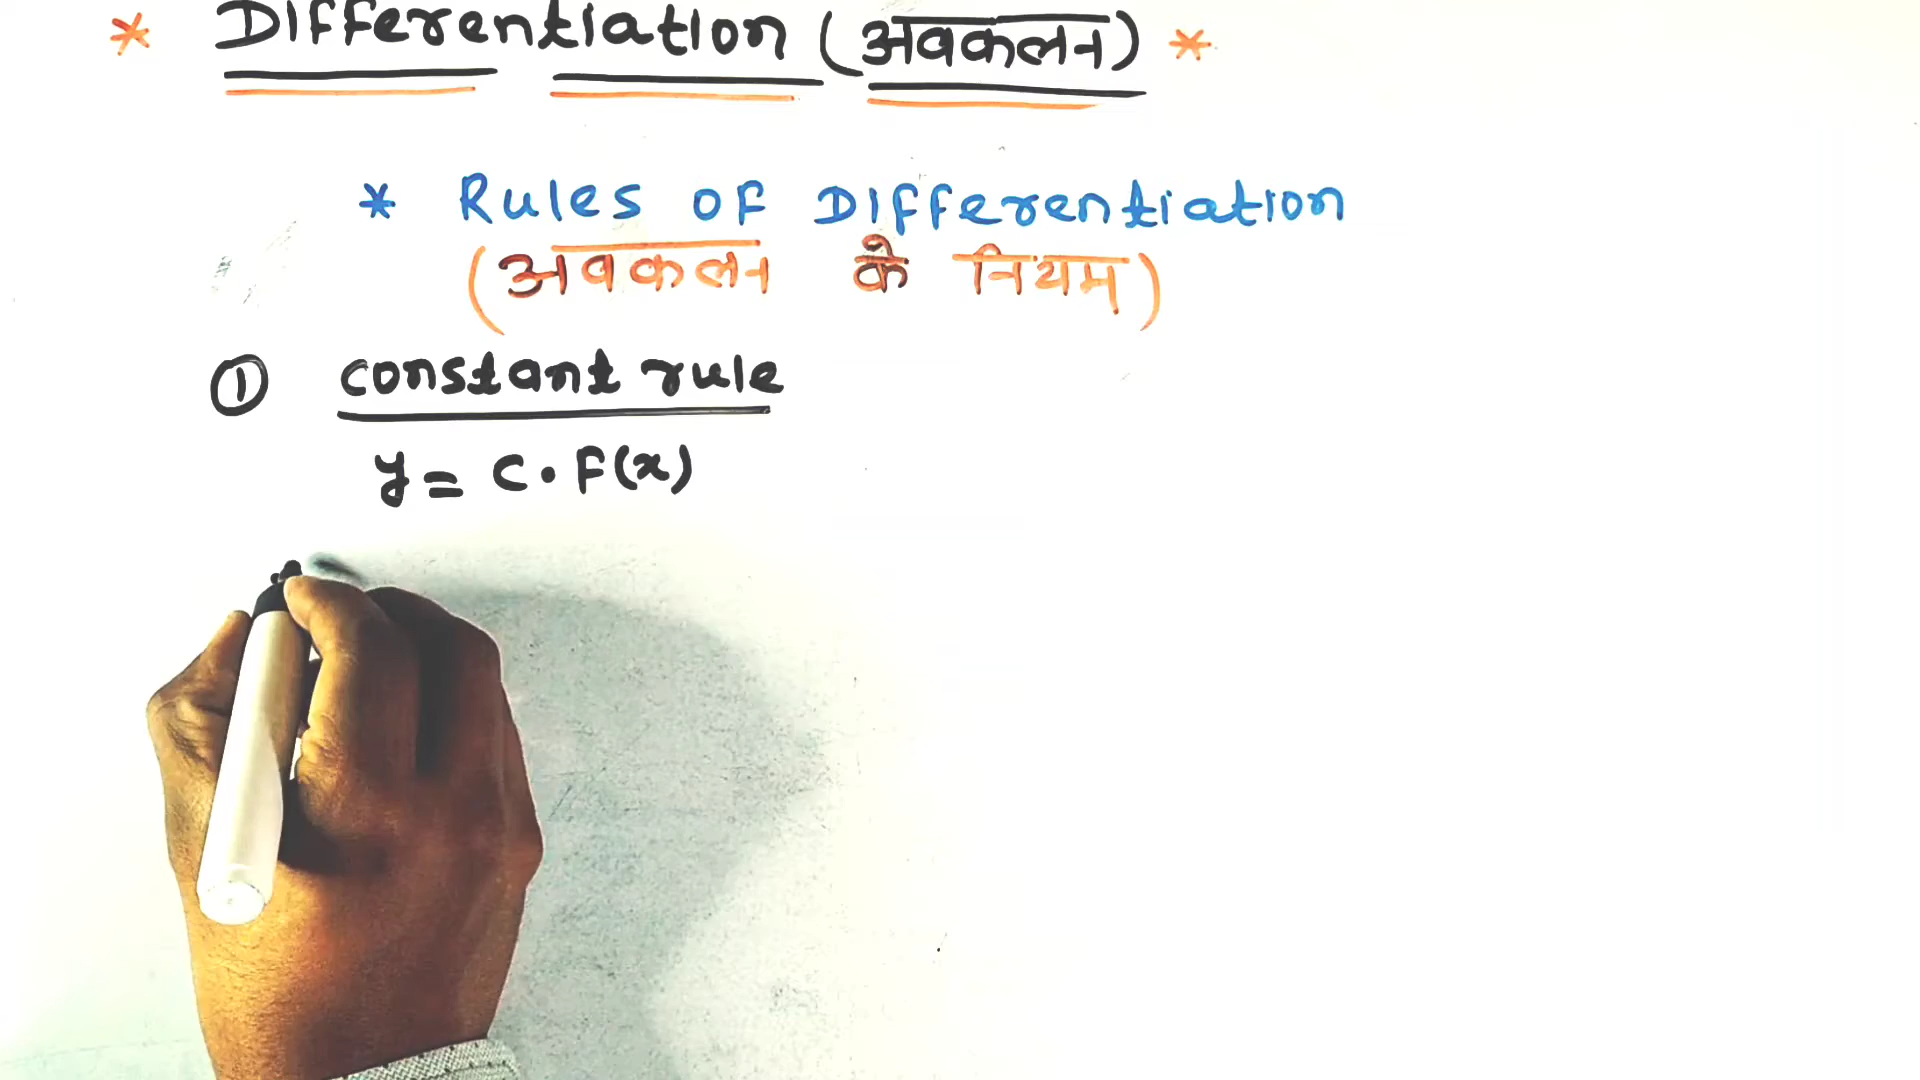 * Differentiation (अवकलन) *
* Rules of Differentiation
(अवकलन के नियम)
① constant rule
y = c · f(x)